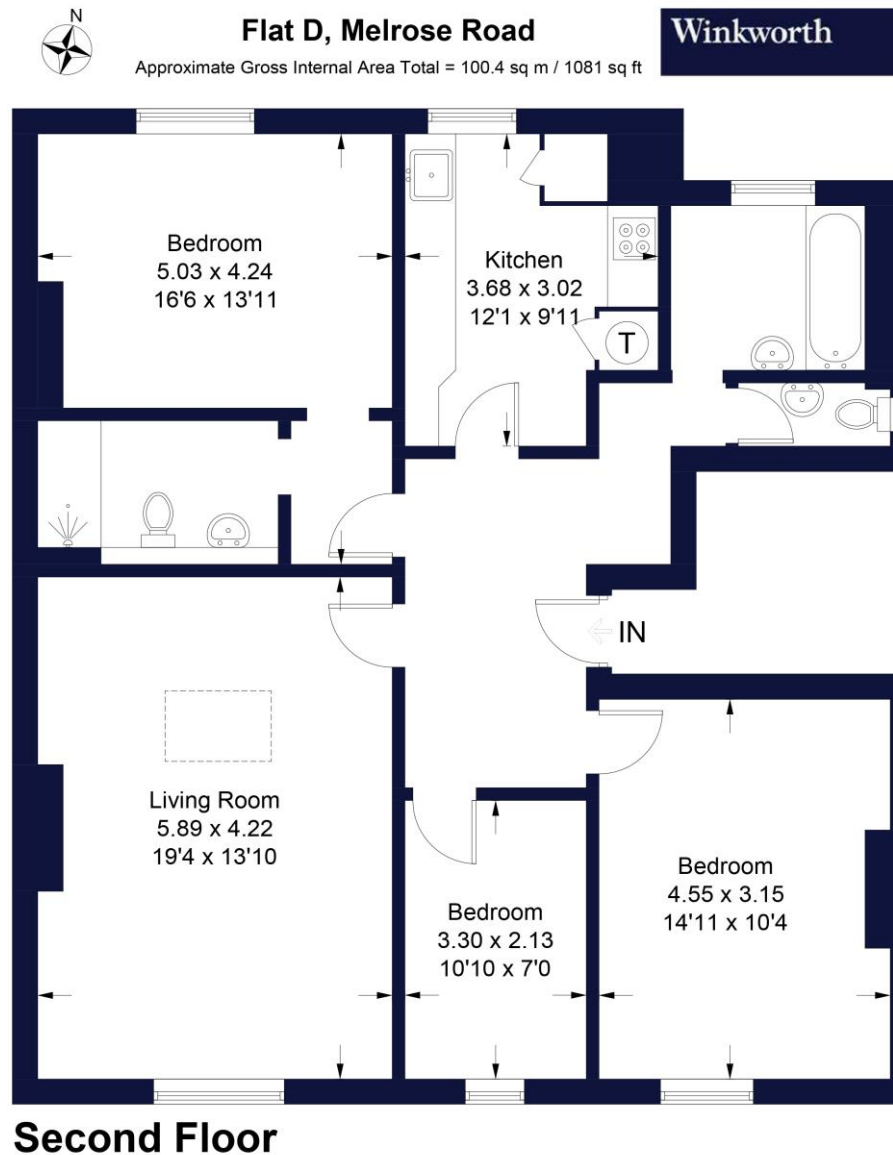 N
Flat D, Melrose Road
Approximate Gross Internal Area Total = 100.4 sq m / 1081 sq ft
Winkworth
Bedroom
5.03 x 4.24
16'6 x 13'11
Kitchen
3.68 x 3.02
12'1 x 9'11
T
IN
Living Room
5.89 x 4.22
19'4 x 13'10
Bedroom
3.30 x 2.13
10'10 x 7'0
Bedroom
4.55 x 3.15
14'11 x 10'4
Second Floor